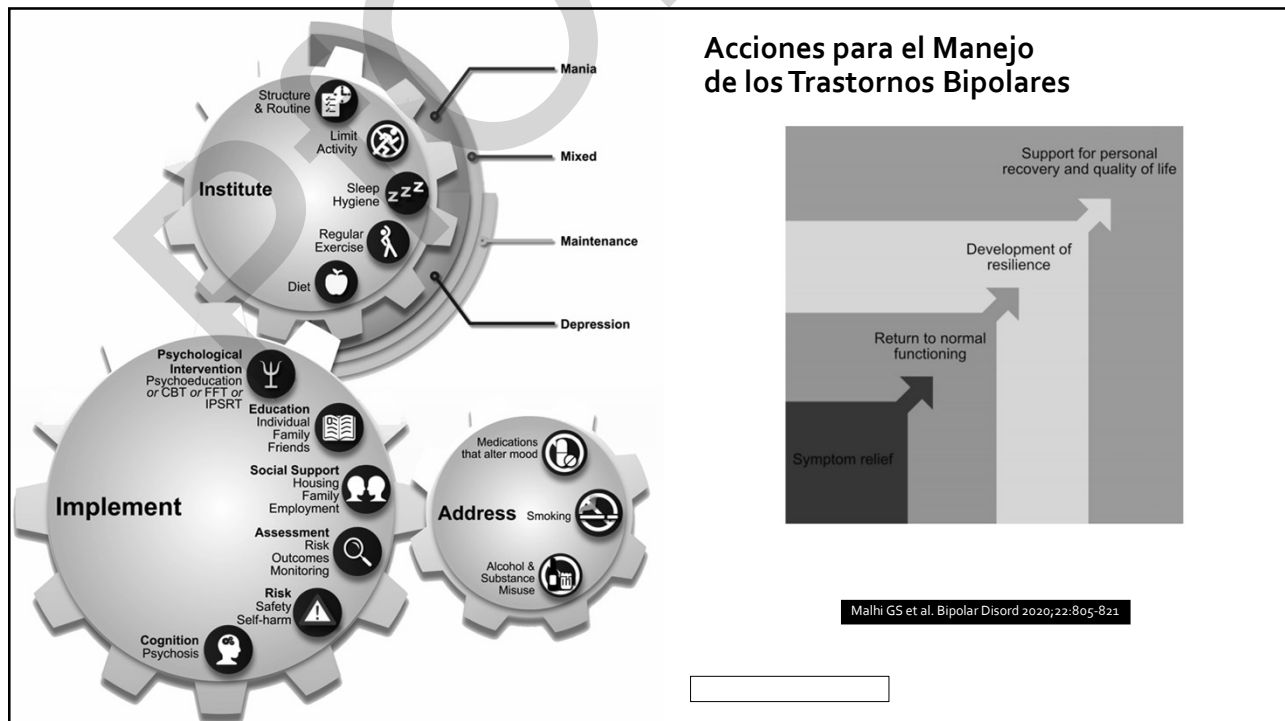 Acciones para el Manejo
de los Trastornos Bipolares
Mania
Mixed
Maintenance
Depression
Institute
Structure
& Routine
Limit
Activity
Sleep
Hygiene
zzz
Regular
Exercise
Diet
Implement
Psychological
Intervention
Psychoeducation
or CBT or FFT or
IPSRT
Ψ
Education
Individual
Family
Friends
Social Support
Housing
Family
Employment
Assessment
Risk
Outcomes
Monitoring
Risk
Safety
Self-harm
Cognition
Psychosis
Address
Medications
that alter mood
Smoking
Alcohol &
Substance
Misuse
Support for personal
recovery and quality of life
Development of
resilience
Return to normal
functioning
Symptom relief
Malhi GS et al. Bipolar Disord 2020;22:805-821